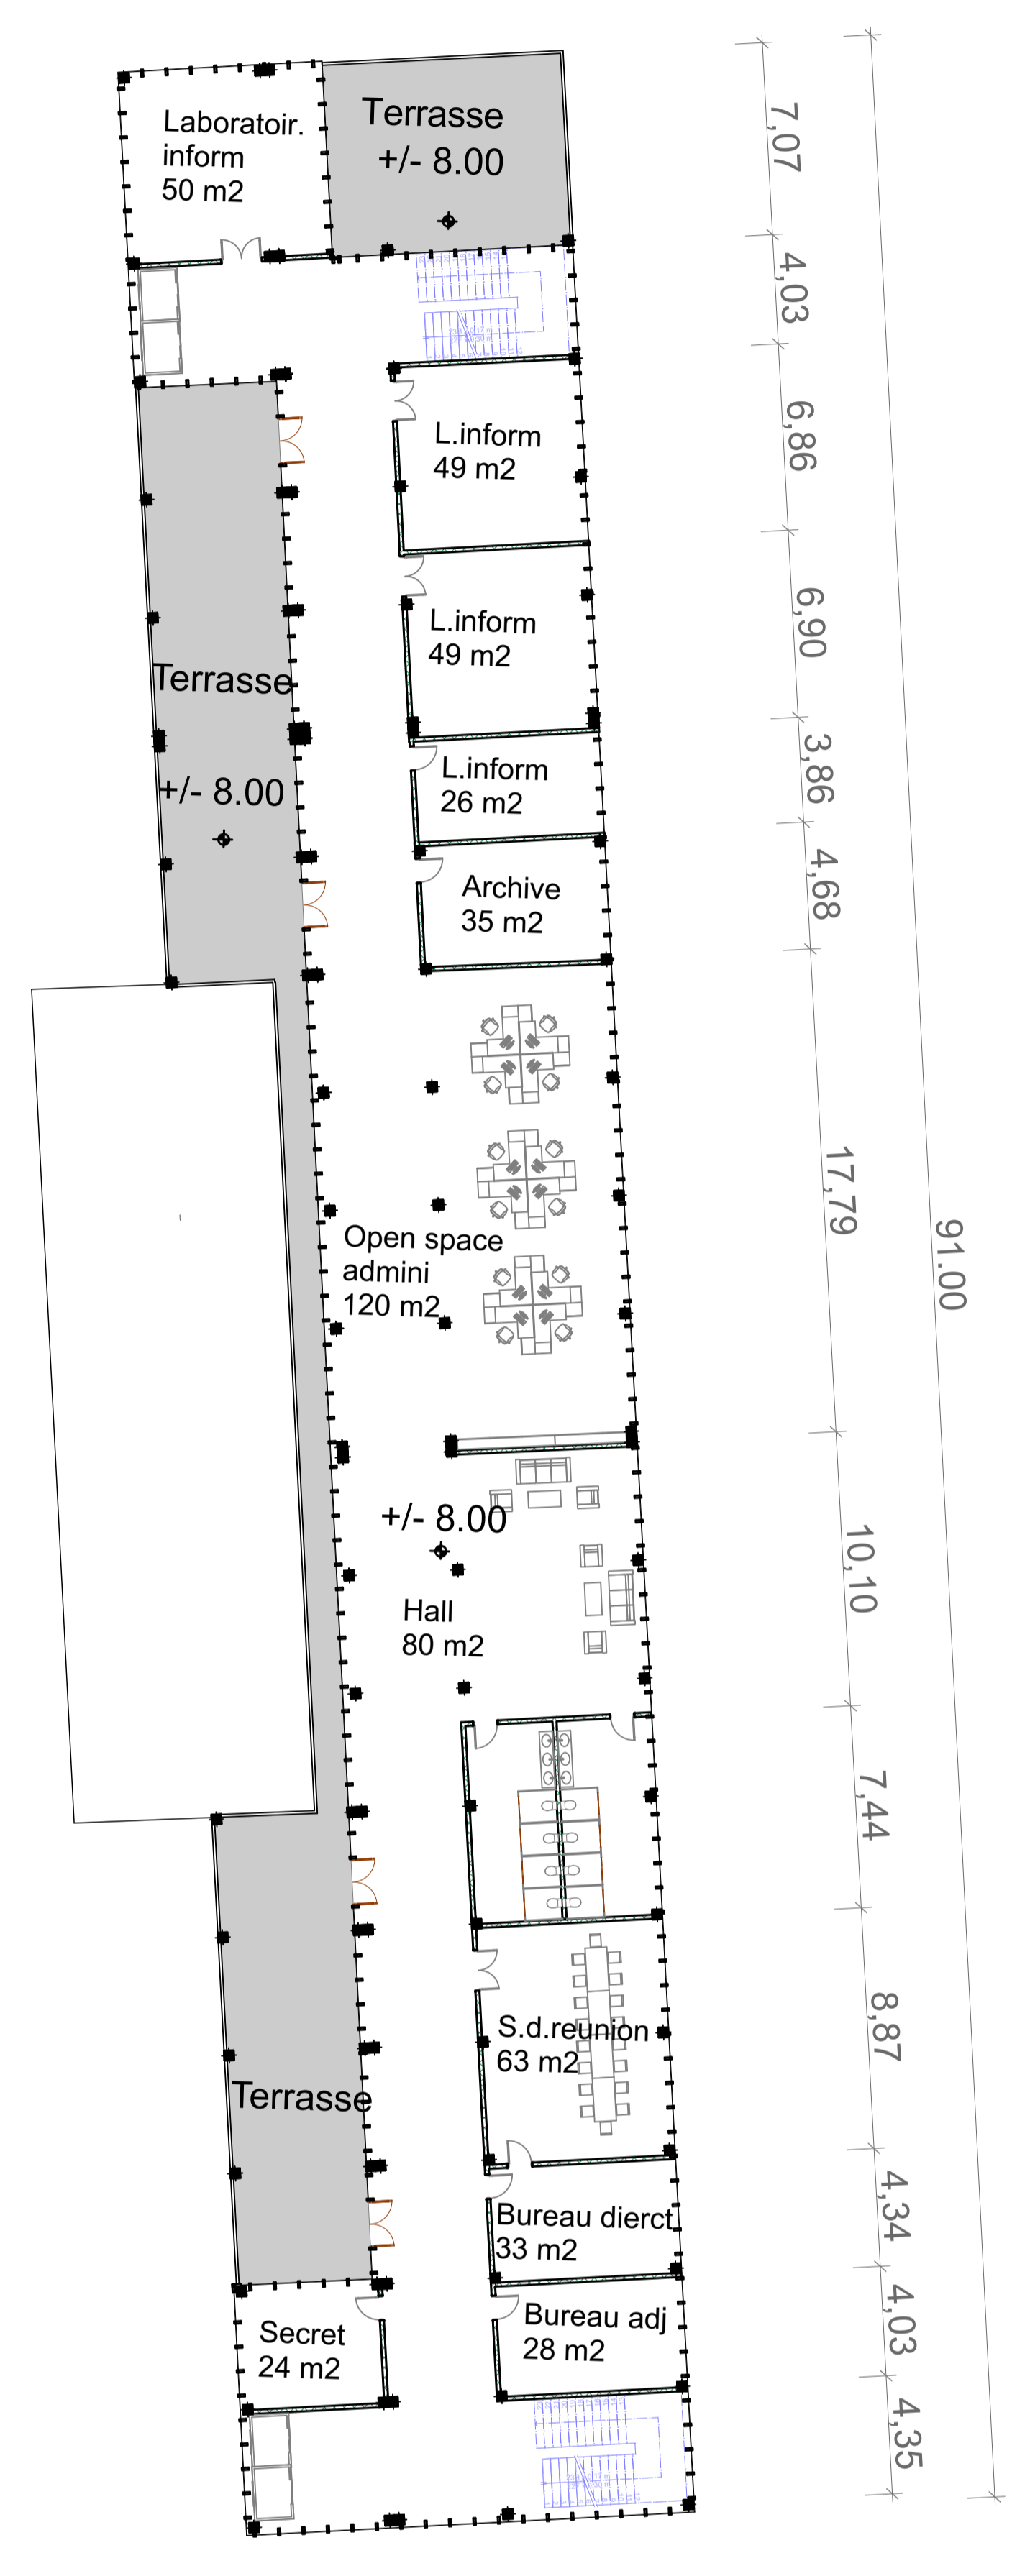 Terrasse
+/- 8.00
Laboratoir.
inform
50 m2
7,07
4,03
L.inform
49 m2
6,86
L.inform
49 m2
6,90
Terrasse
+/- 8.00
L.inform
26 m2
3,86
Archive
35 m2
4,68
Open space
admini
120 m2
17,79
91.00
+/- 8.00
Hall
80 m2
10,10
7,44
S.d.reunion
63 m2
8,87
Terrasse
Bureau dierct
33 m2
4,34
Secret
24 m2
Bureau adj
28 m2
4,03
4,35